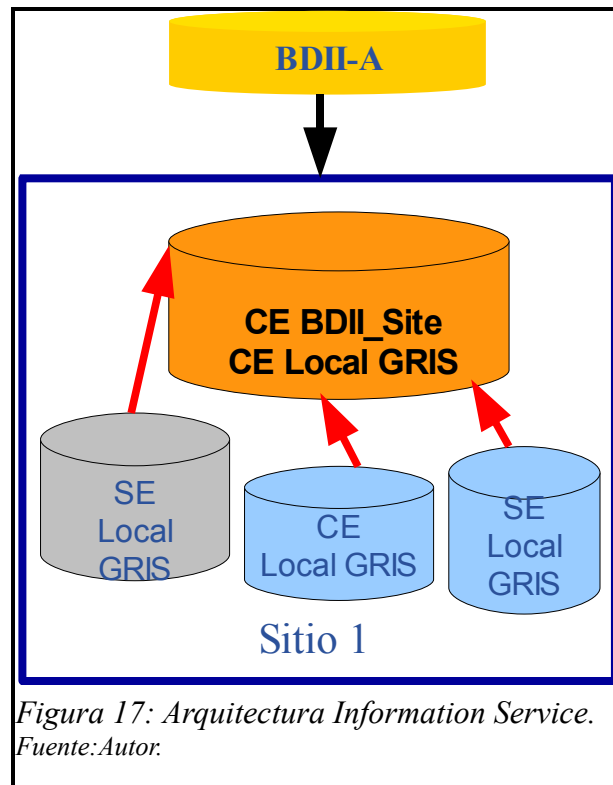 BDII-A
CE BDII_Site
CE Local GRIS
SE
Local
GRIS
CE
Local GRIS
SE
Local
GRIS
Sitio 1
Figura 17: Arquitectura Information Service.
Fuente:Autor.